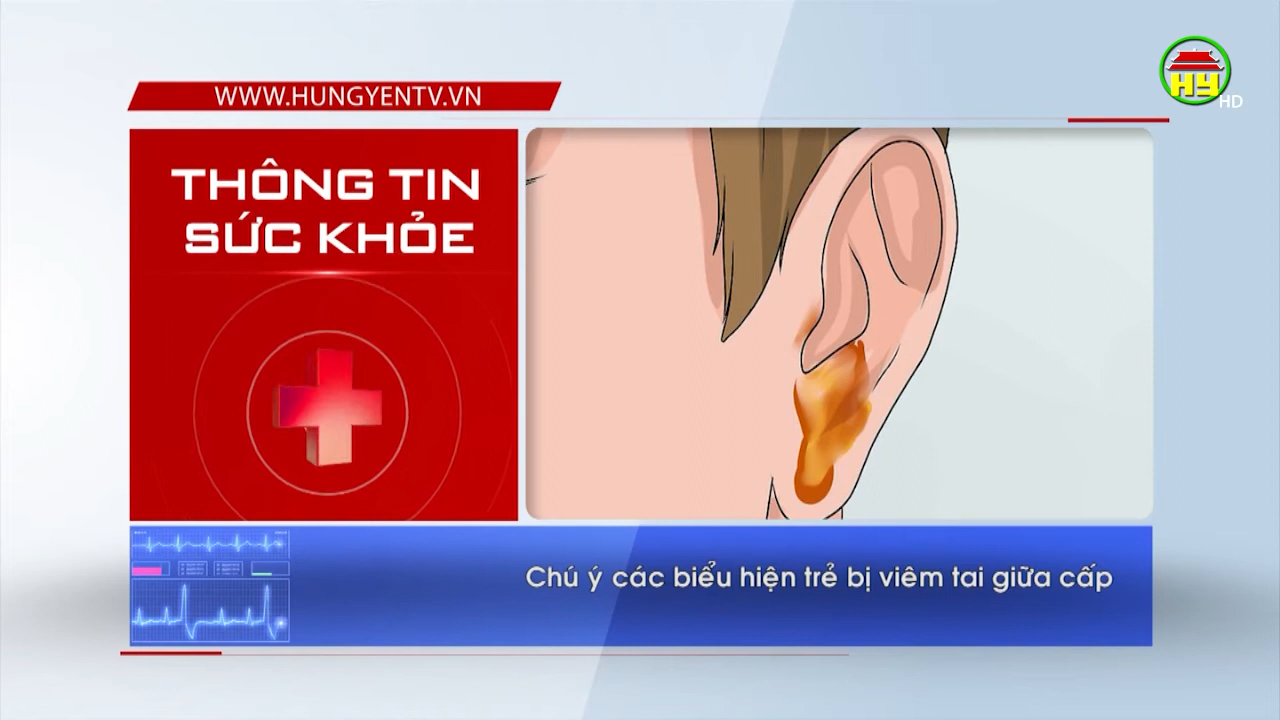 WWW.HUNGYENTV.VN
HY
HD
THÔNG TIN
SỨC KHỎE
Chú ý các biểu hiện trẻ bị viêm tai giữa cấp